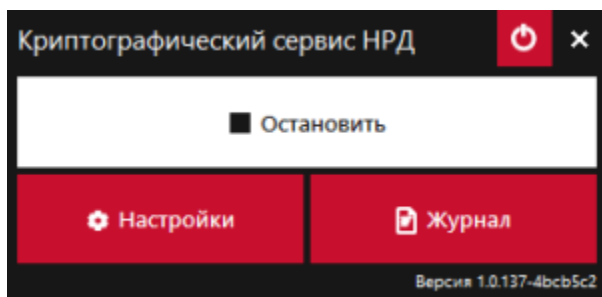 Криптографический сервис НРД
Остановить
Настройки
Журнал
Версия 1.0.137-4bcb5c2